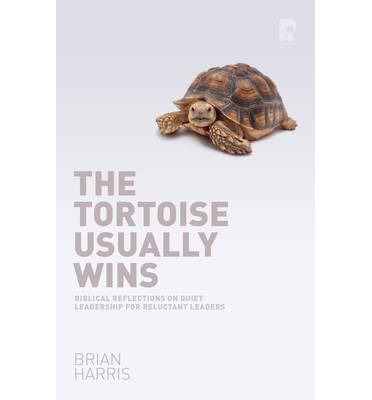 THE
TORTOISE
USUALLY
WINS
BIBLICAL REFLECTIONS ON QUIET
LEADERSHIP FOR RELUCTANT LEADERS
BRIAN
HARRIS